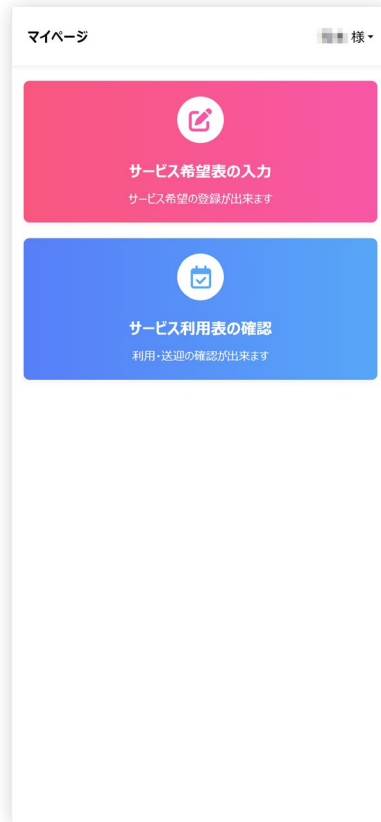 マイページ
様
サービス希望表の入力
サービス希望の登録が出来ます
サービス利用表の確認
利用・送迎の確認が出来ます